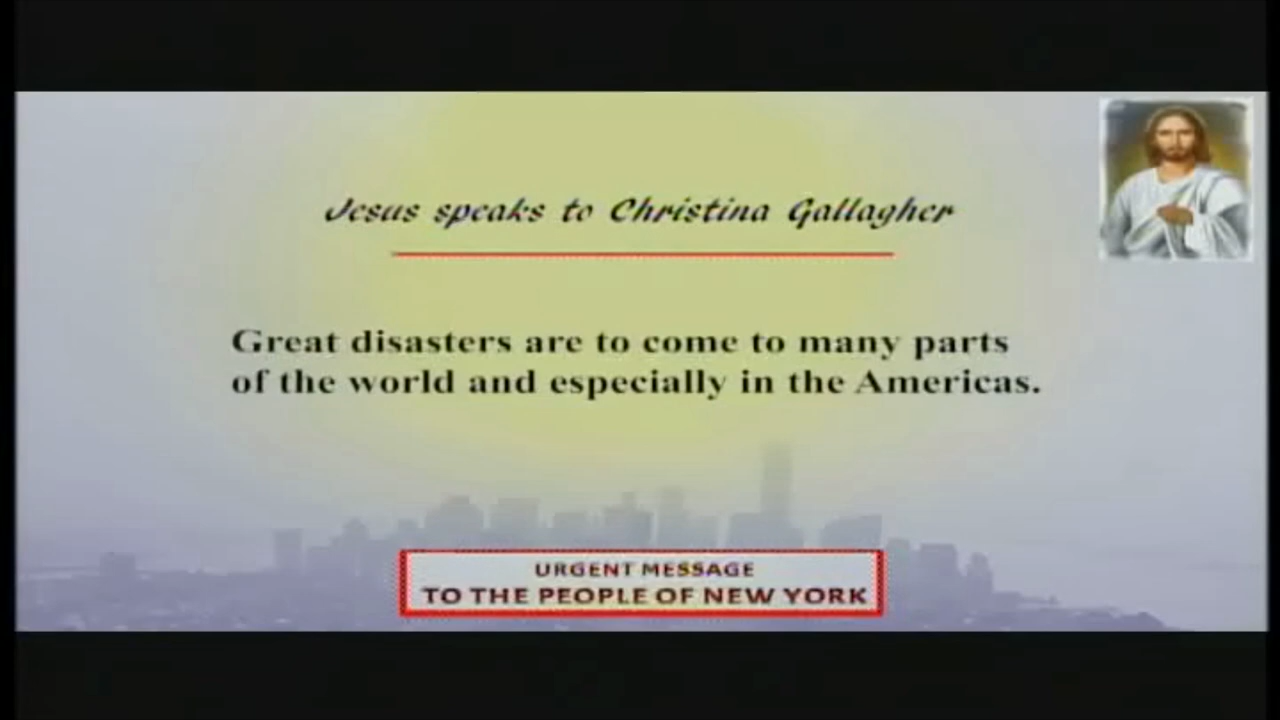 Jesus speaks to Christina Gallagher
Great disasters are to come to many parts
of the world and especially in the Americas.
URGENT MESSAGE
TO THE PEOPLE OF NEW YORK